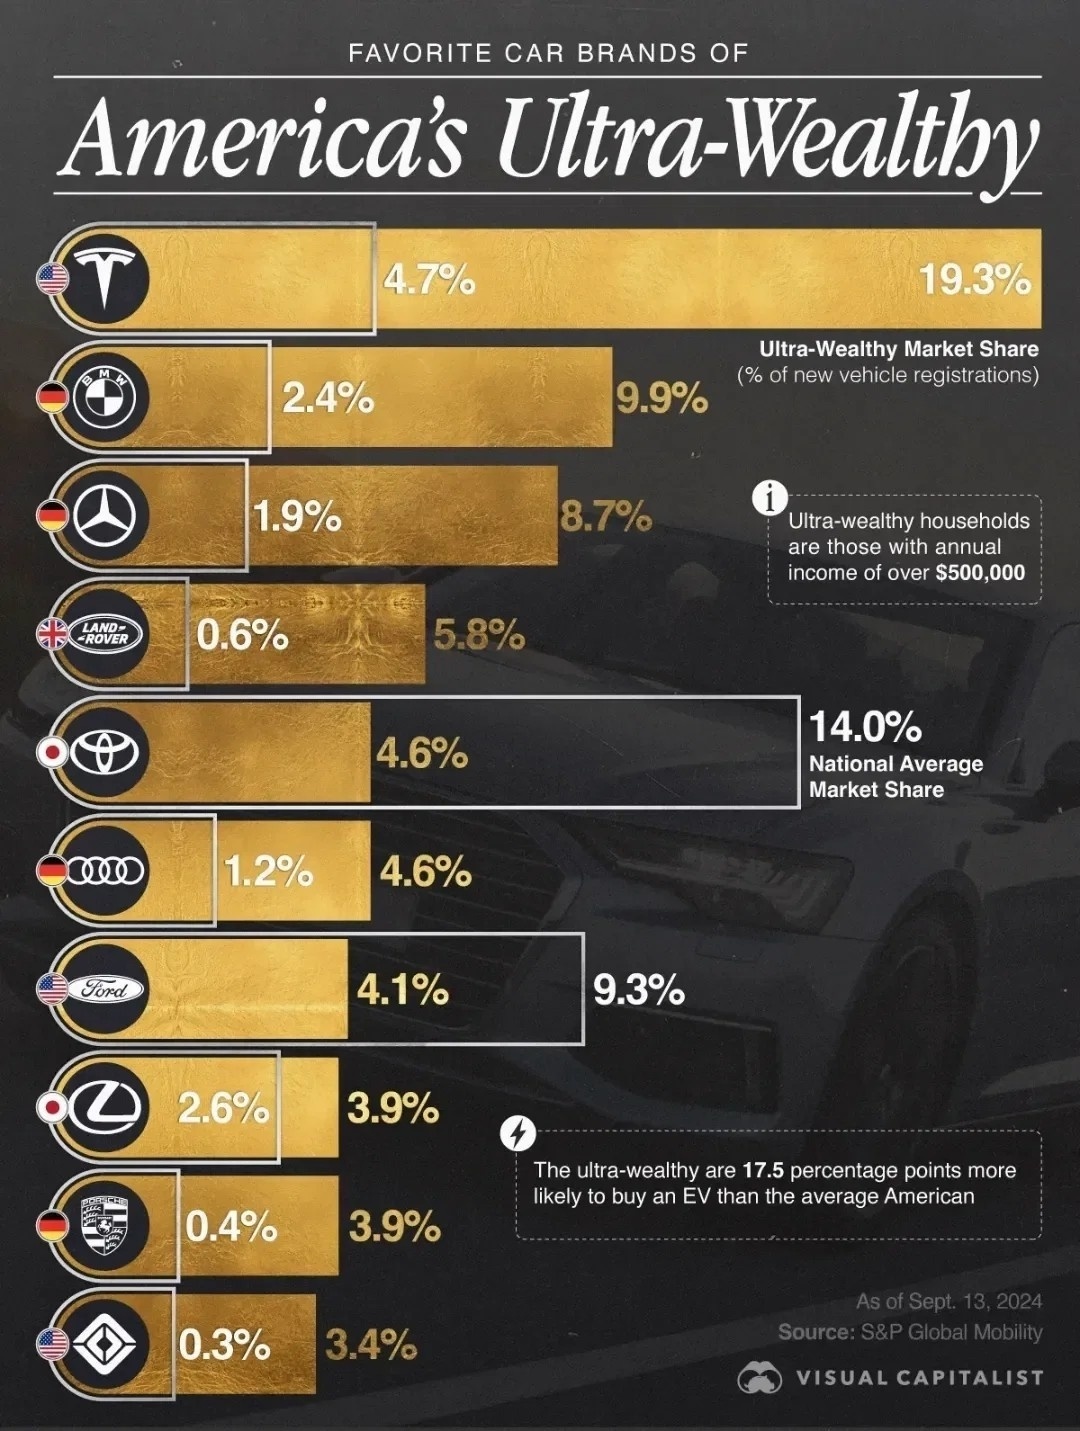 FAVORITE CAR BRANDS OF
America's Ultra-Wealthy
4.7%
19.3%
Ultra-Wealthy Market Share
(% of new vehicle registrations)
BMW
2.4%
9.9%
1.9%
8.7%
Ultra-wealthy households
are those with annual
income of over $500,000
LAND-
-ROVER
0.6%
5.8%
4.6%
14.0%
National Average
Market Share
1.2%
4.6%
Ford
4.1%
9.3%
2.6%
3.9%
The ultra-wealthy are 17.5 percentage points more
likely to buy an EV than the average American
PORSCHE
0.4%
3.9%
0.3%
3.4%
As of Sept. 13, 2024
Source: S&P Global Mobility
VISUAL CAPITALIST